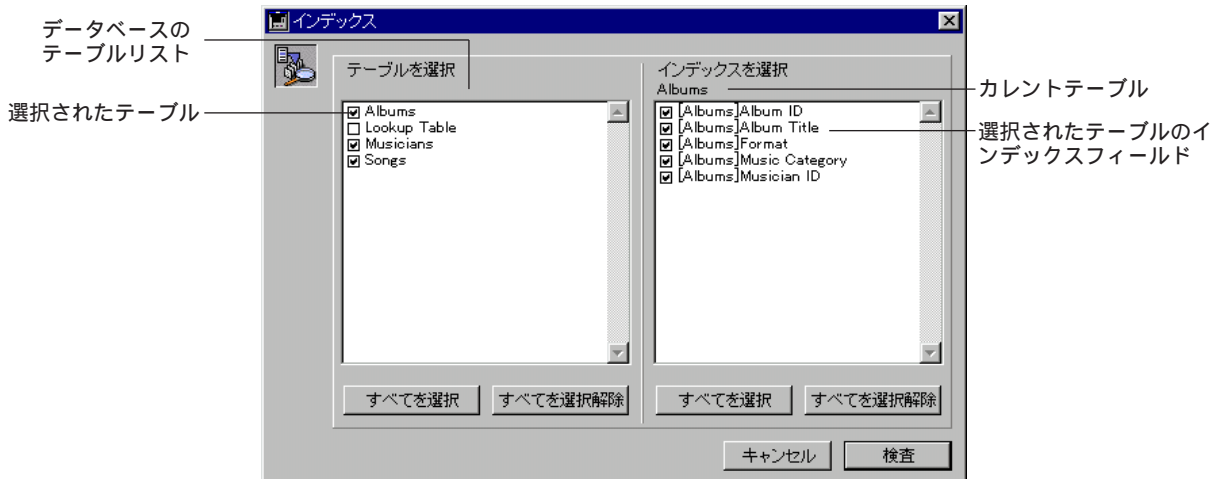 データベースの
テーブルリスト
選択されたテーブル
インデックス
テーブルを選択
Albums
Lookup Table
Musicians
Songs
すべてを選択
すべてを選択解除
インデックスを選択
Albums
[Albums]Album ID
[Albums]Album Title
[Albums]Format
[Albums]Music Category
[Albums]Musician ID
すべてを選択
すべてを選択解除
キャンセル
検査
カレントテーブル
選択されたテーブルのイ
ンデックスフィールド